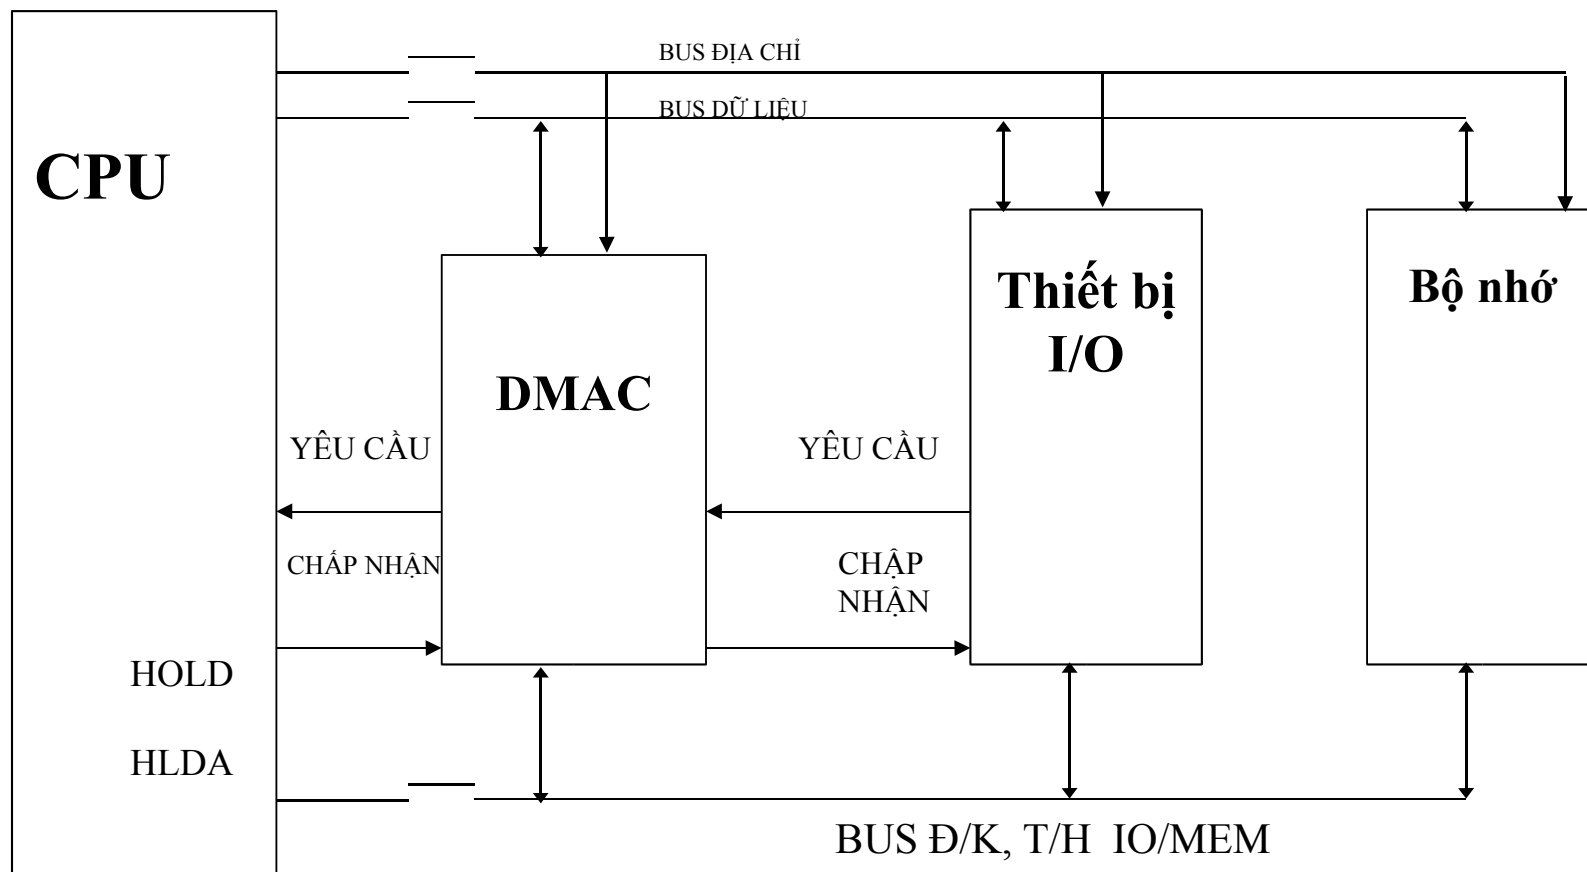 BUS ĐỊA CHỈ
BUS DỮ LIỆU
CPU
Thiết bị
I/O
Bộ nhớ
DMAC
YÊU CẦU
YÊU CẦU
CHẤP NHẬN
CHẬP
NHẬN
HOLD
HLDA
BUS Đ/K, T/H IO/MEM